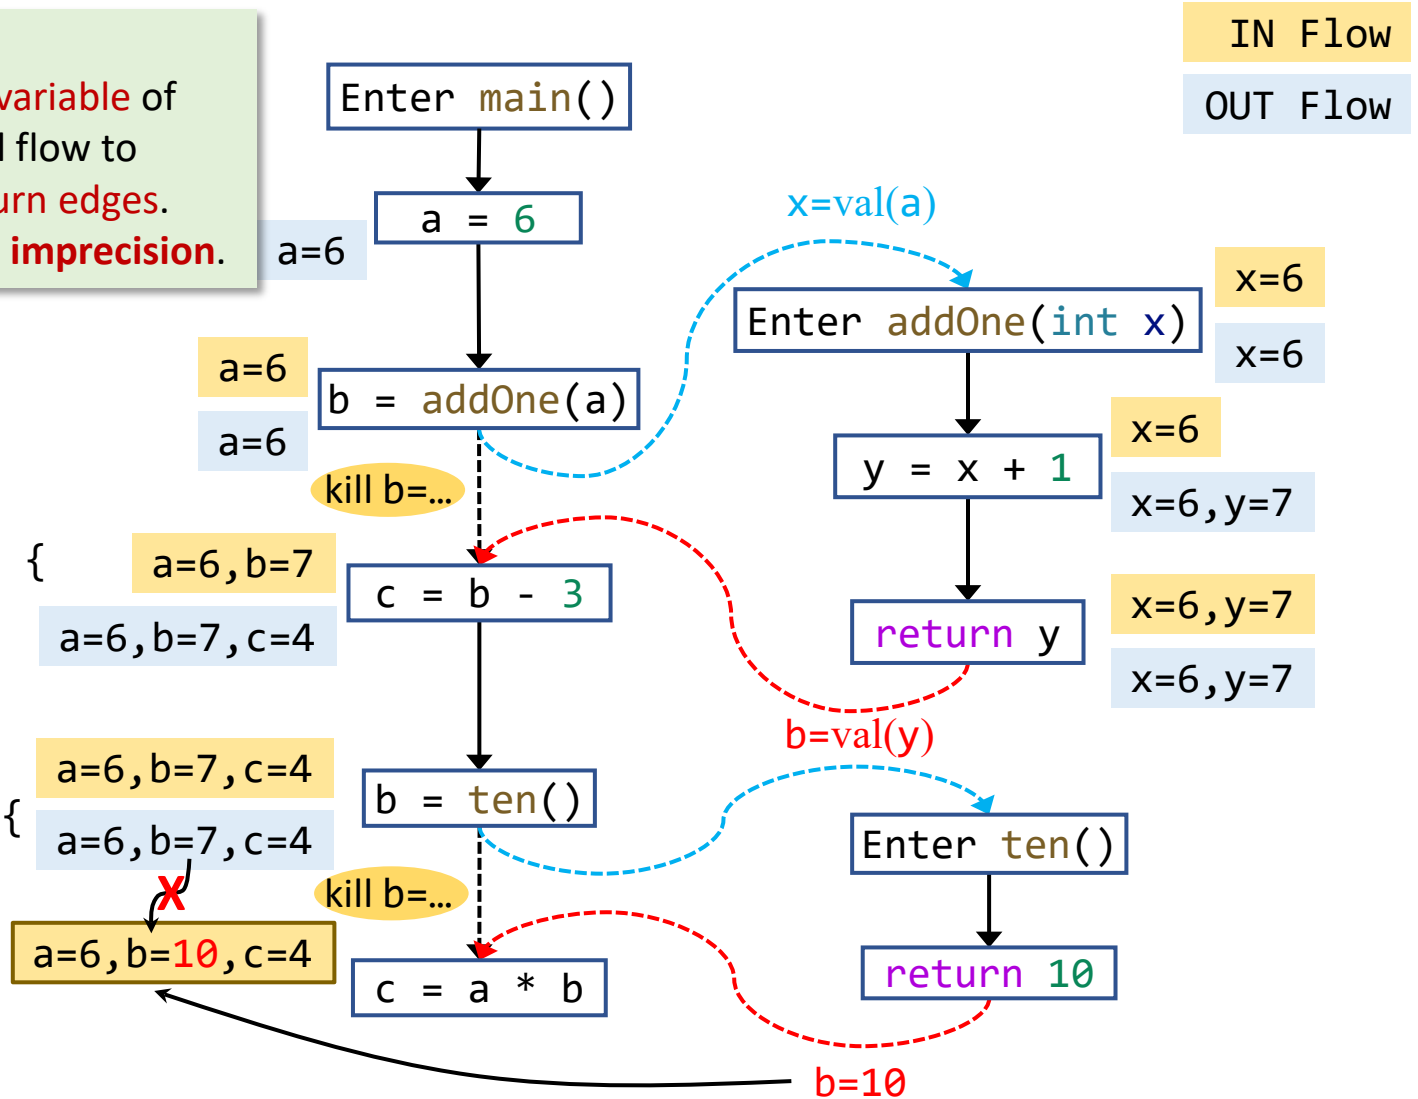 IN Flow
OUT Flow
variable of
flow to
urn edges.
imprecision.
Enter main()
a = 6
a=6
x=val(a)
Enter addOne(int x)
x=6
x=6
a=6
b = addOne(a)
a=6
kill b=…
x=6
y = x + 1
x=6,y=7
{
a=6,b=7
c = b - 3
a=6,b=7,c=4
return y
x=6,y=7
x=6,y=7
b=val(y)
a=6,b=7,c=4
b = ten()
{
a=6,b=7,c=4
Enter ten()
X
kill b=…
a=6,b=10,c=4
c = a * b
return 10
b=10